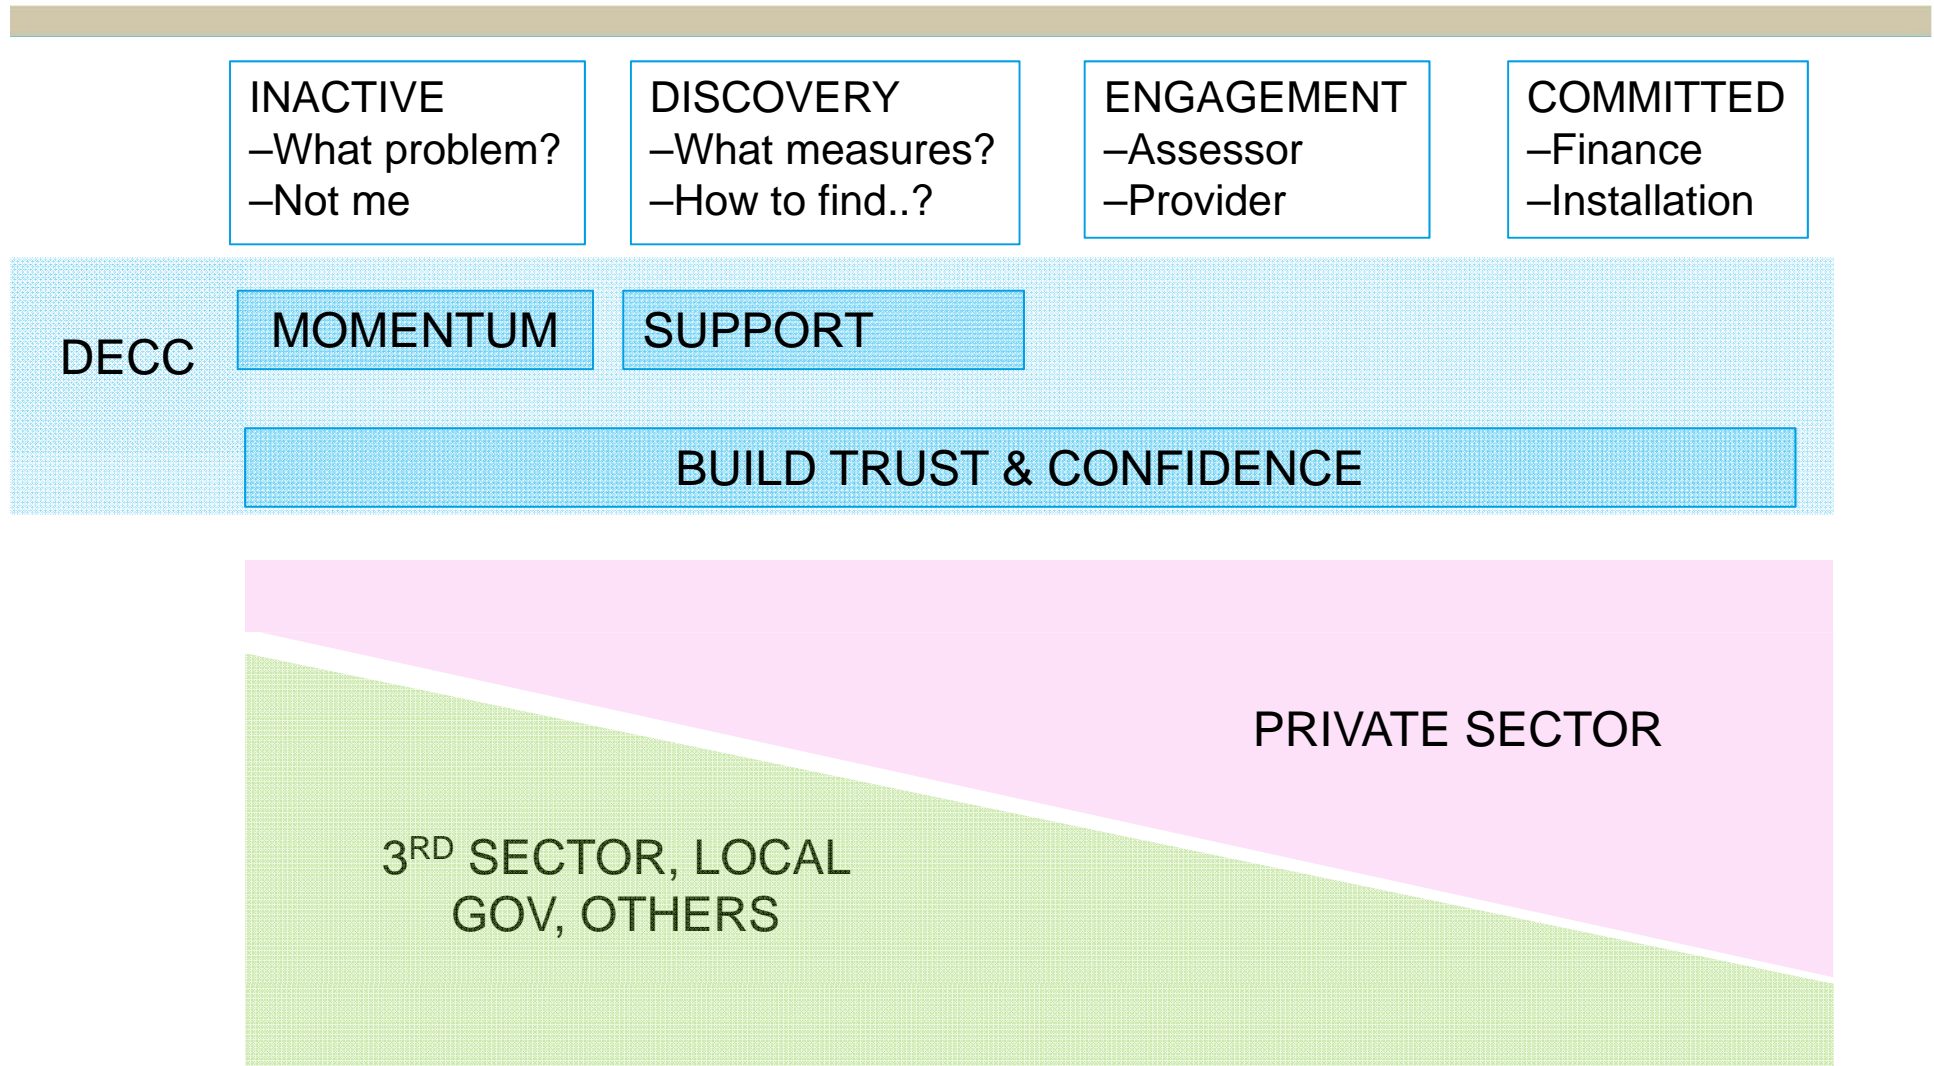 INACTIVE
–What problem?
–Not me
DISCOVERY
–What measures?
–How to find..?
ENGAGEMENT
–Assessor
–Provider
COMMITTED
–Finance
–Installation
DECC
MOMENTUM
SUPPORT
BUILD TRUST & CONFIDENCE
PRIVATE SECTOR
3RD SECTOR, LOCAL
GOV, OTHERS